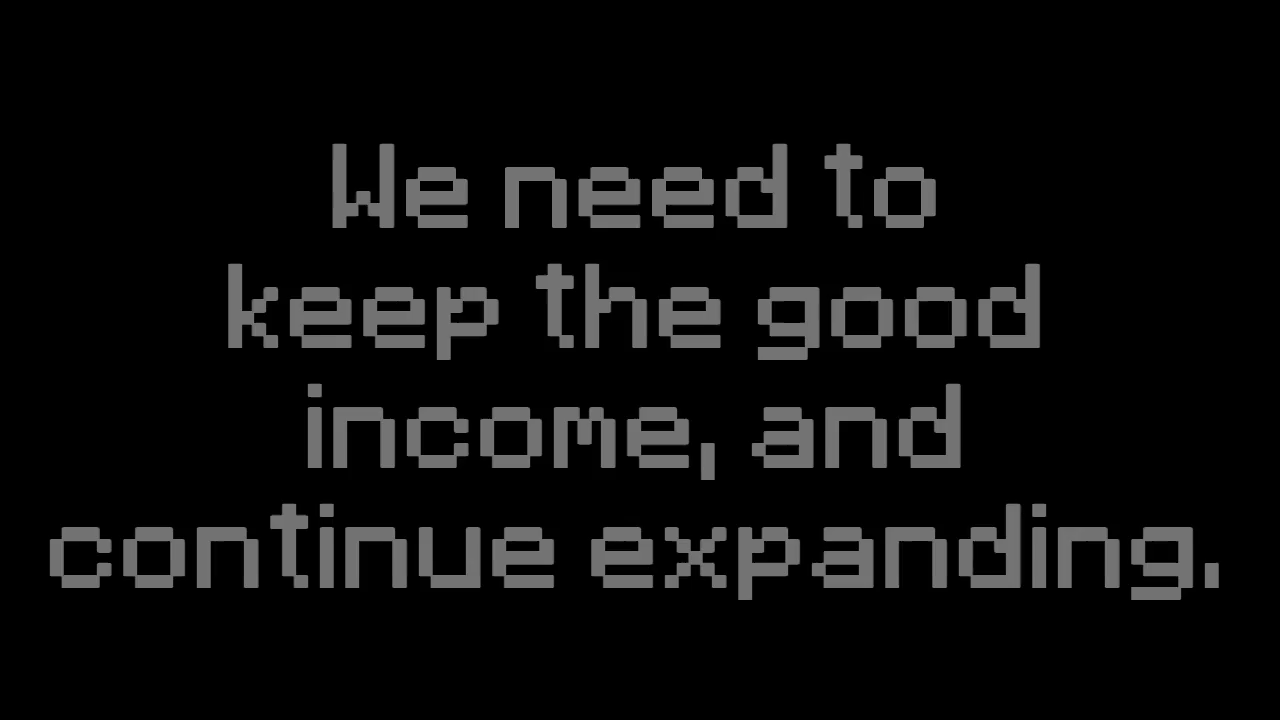 We need to
keep the good
income, and
continue expanding.